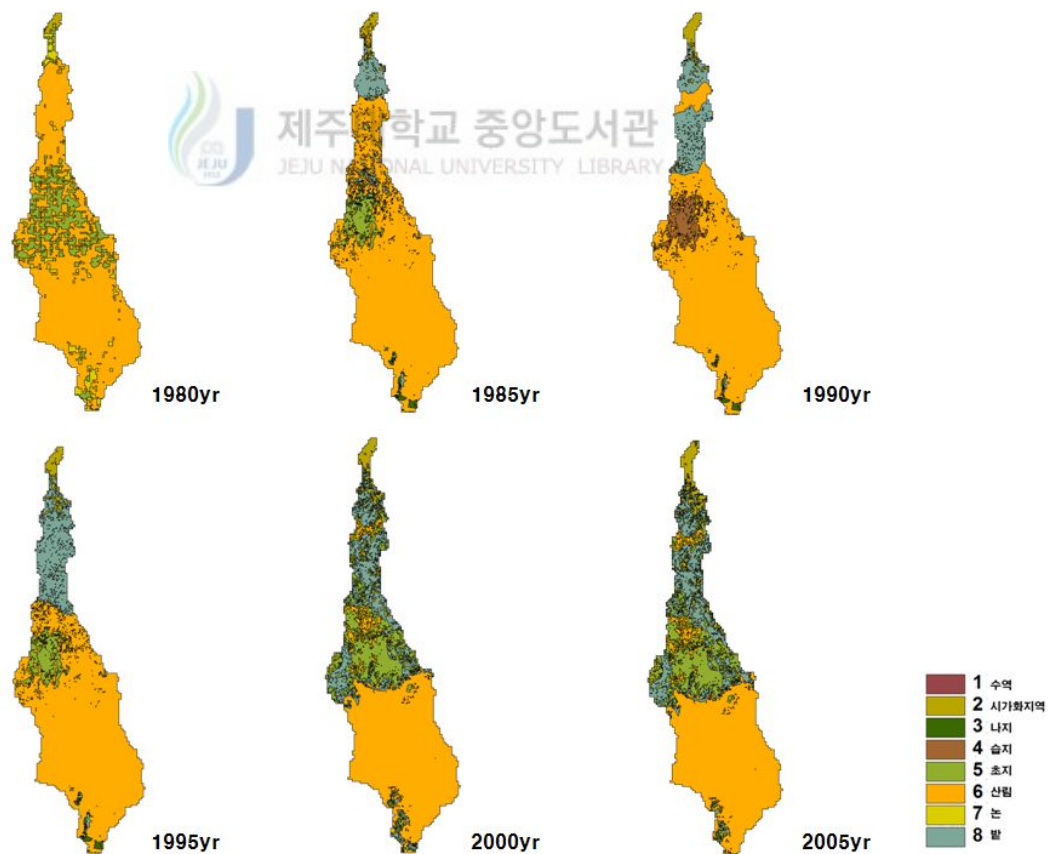 제주대학교 중앙도서관
JEJU NATIONAL UNIVERSITY LIBRARY
JEJU
1952
1980yr
1985yr
1990yr
1995yr
2000yr
2005yr
1 수역
2 시가화지역
3 나지
4 습지
5 초지
6 산림
7 논
8 밭